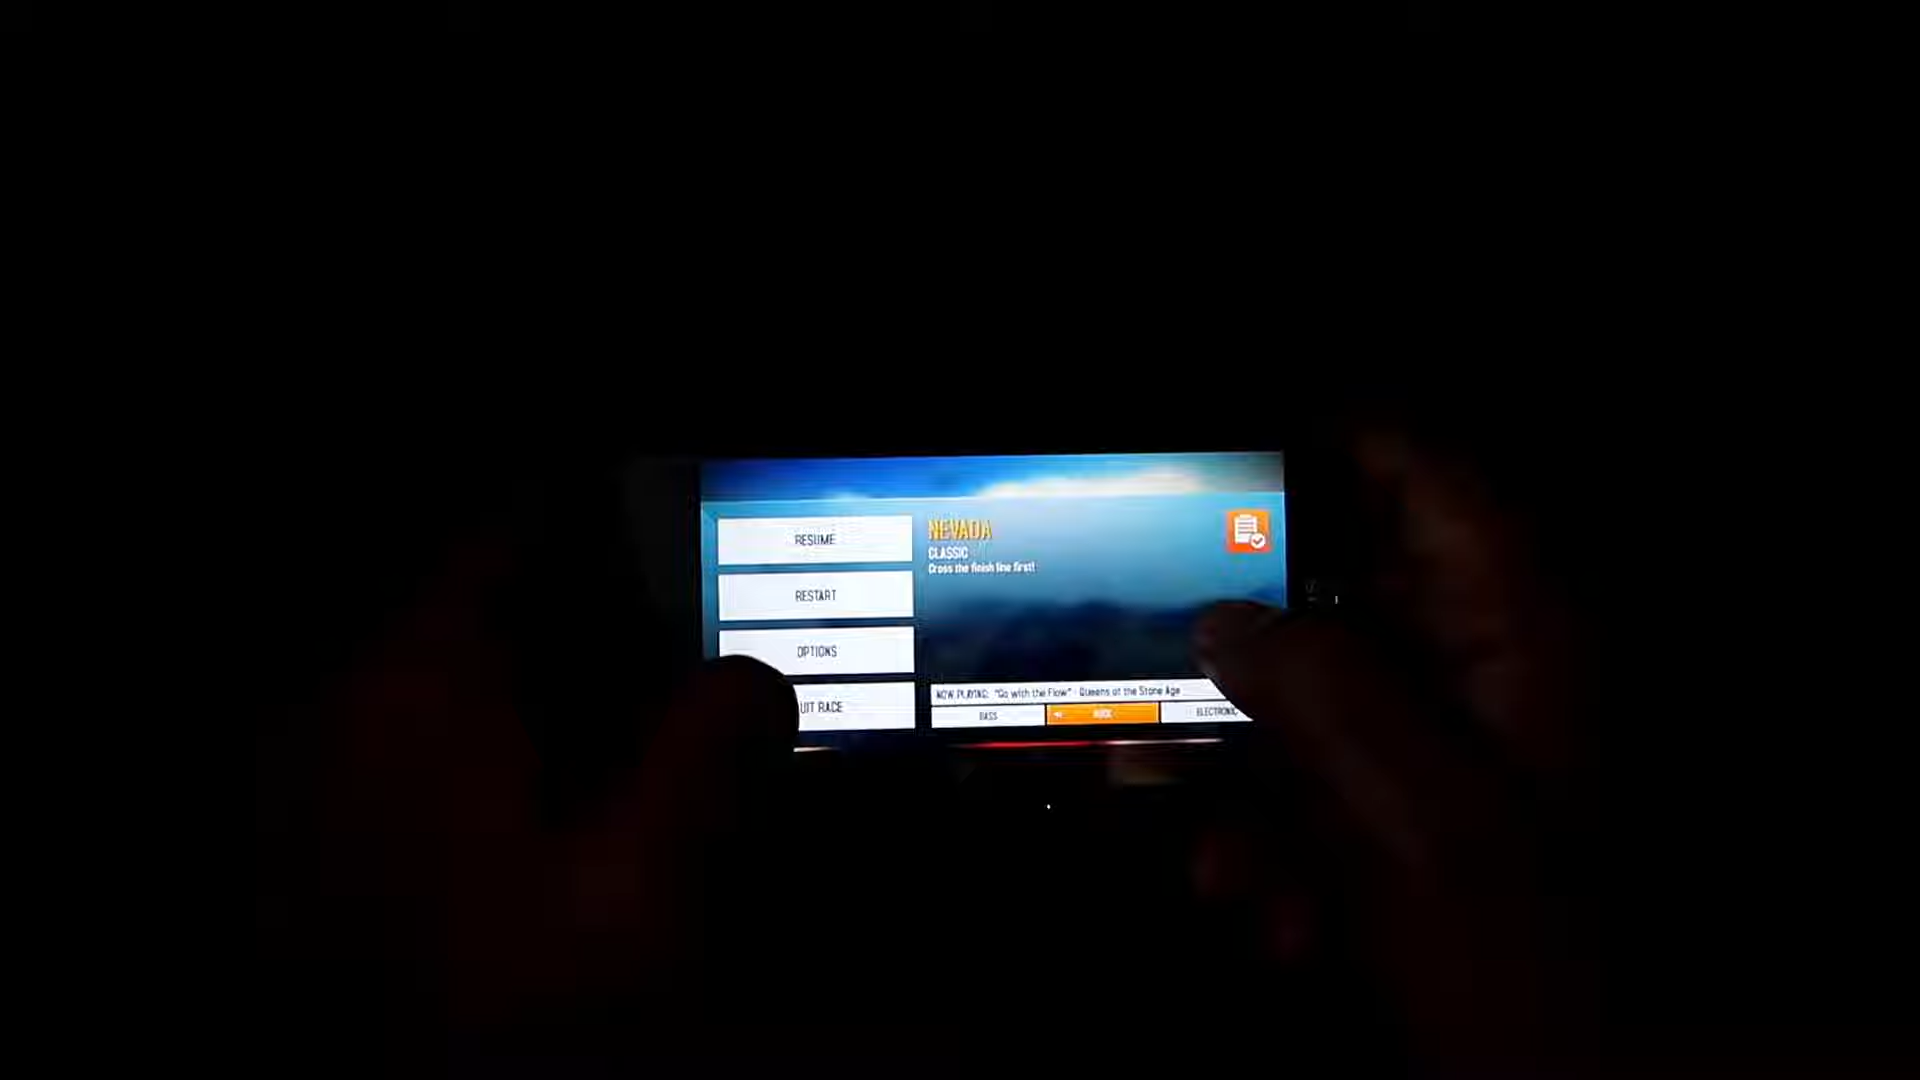 RESUME
RESTART
OPTIONS
UIT RACE
NEVADA
CLASSIC
Cross the finish line first!
NOW PLAYING: "Go with the Flow" - Queens of the Stone Age
BASS
ROCK
ELECTRONIC